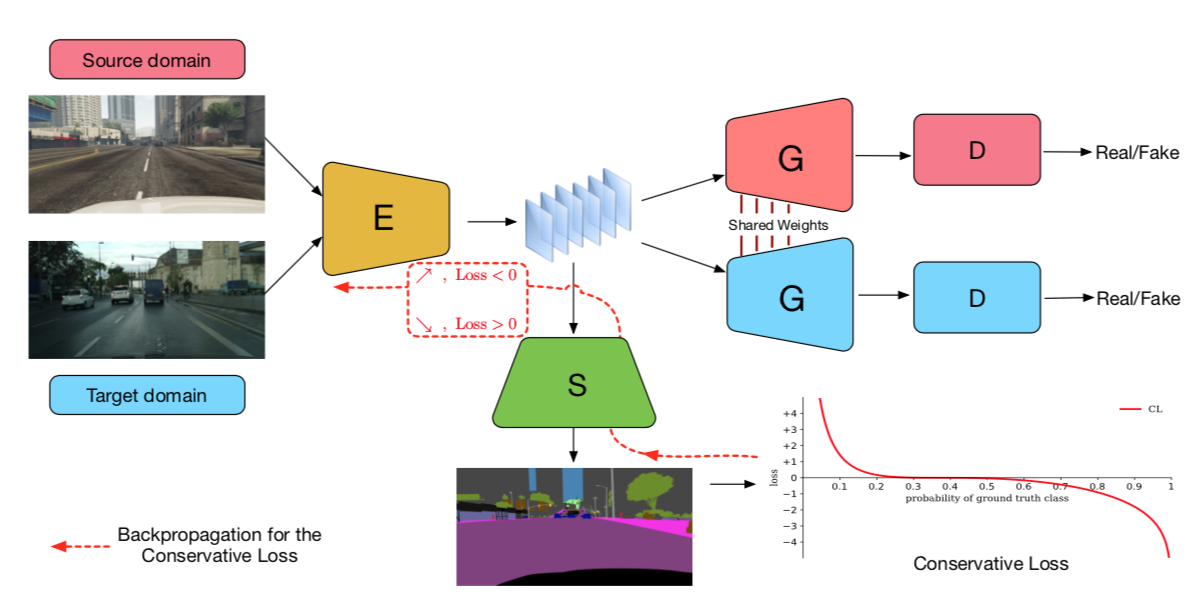 Source domain
Target domain
E
G
D
Real/Fake
Shared Weights
G
D
Real/Fake
↗ , Loss < 0
↘ , Loss > 0
S
Backpropagation for the
Conservative Loss
CL
+4
+3
+2
+1
0
−1
−2
−3
−4
loss
0.1 0.2 0.3 0.4 0.5 0.6 0.7 0.8 0.9 1
probability of ground truth class
Conservative Loss